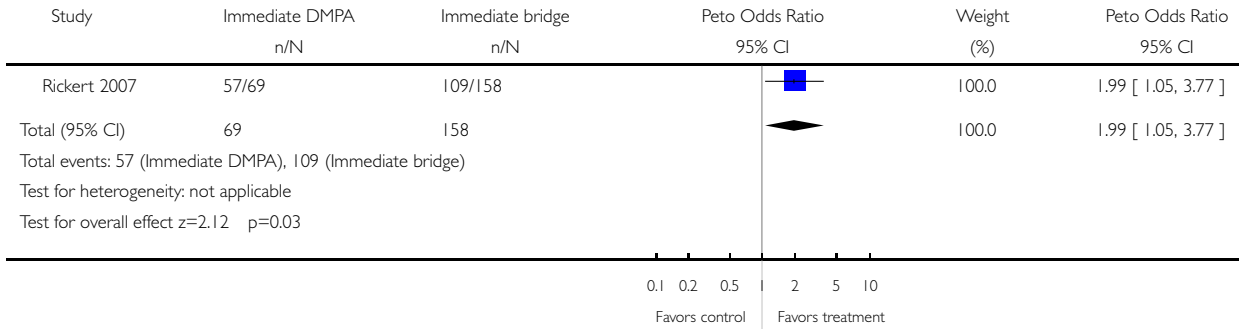 Study Immediate DMPA Immediate bridge Peto Odds Ratio Weight Peto Odds Ratio
n/N n/N 95% CI (%) 95% CI
Rickert 2007 57/69 109/158 100.0 1.99 [ 1.05, 3.77 ]
Total (95% CI) 69 158 100.0 1.99 [ 1.05, 3.77 ]
Total events: 57 (Immediate DMPA), 109 (Immediate bridge)
Test for heterogeneity: not applicable
Test for overall effect z=2.12 p=0.03
0.1 0.2 0.5 1 2 5 10
Favors control Favors treatment